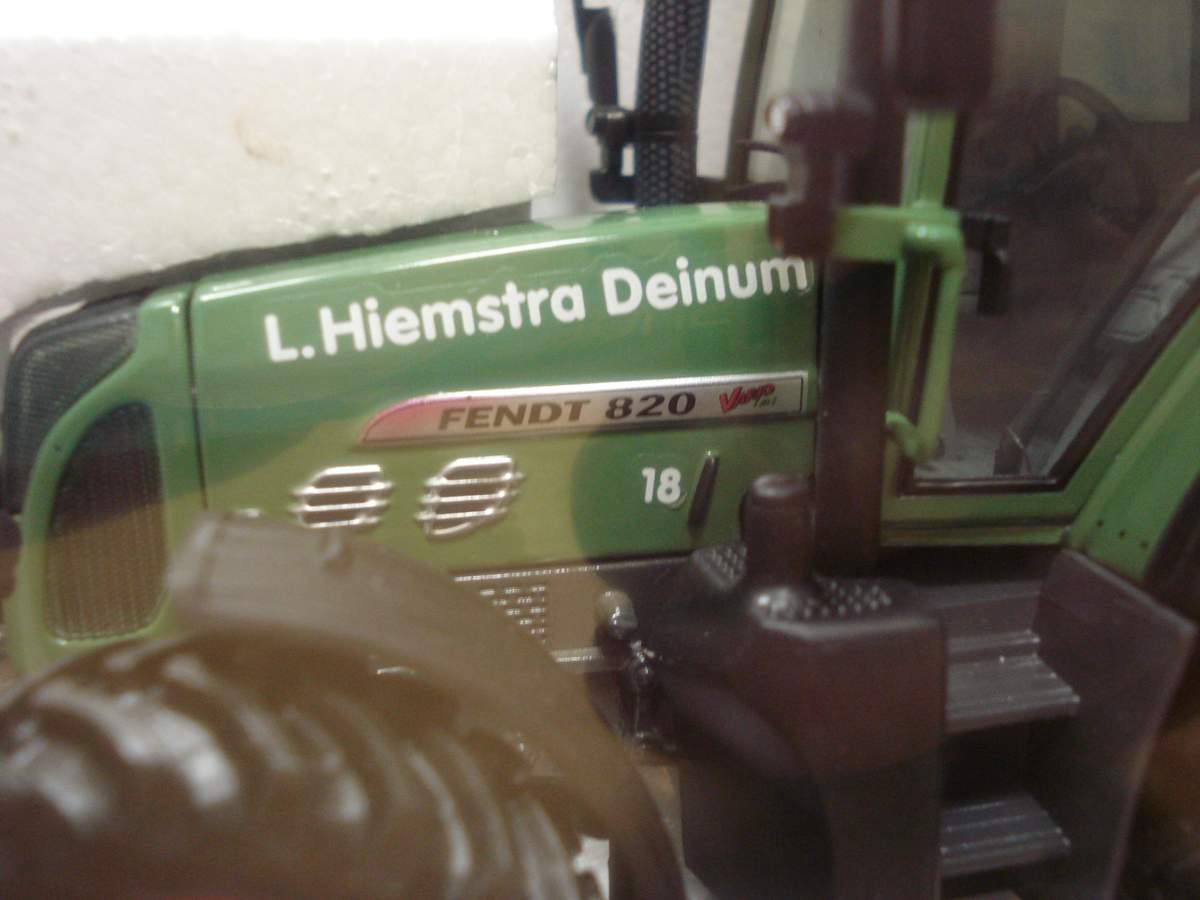 L. Hiemstra Deinum
FENDT 820 Vario
18